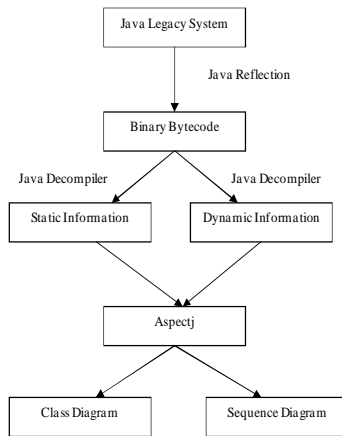 Java Legacy System
Java Reflection
Binary Bytecode
Java Decompiler
Java Decompiler
Static Information
Dynamic Information
Aspectj
Class Diagram
Sequence Diagram